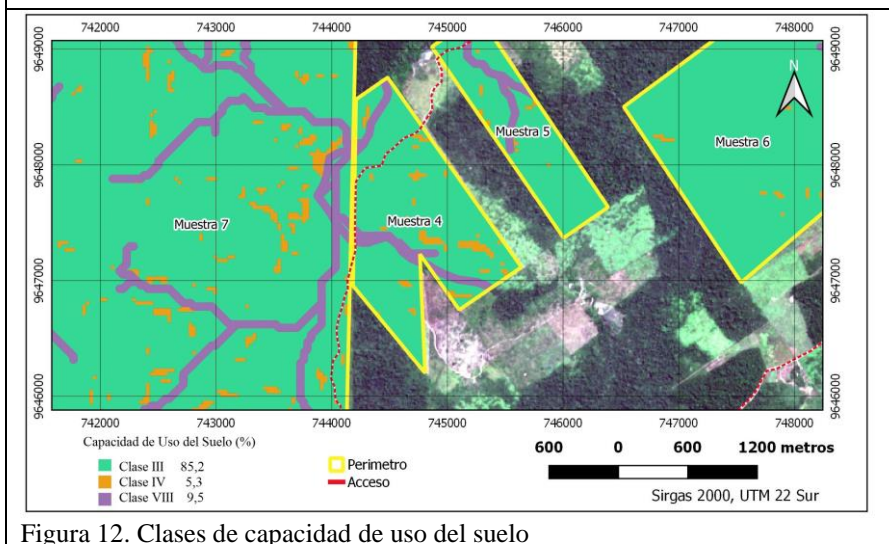 742000 743000 744000 745000 746000 747000 748000
9649000 9649000
N
Muestra 5
9648000 Muestra 6 9648000
Muestra 7 Muestra 4
9647000 9647000
9646000 9646000
742000 743000 744000 745000 746000 747000 748000
Capacidad de Uso del Suelo (%)
Clase III 85,2
Clase IV 5,3
Clase VIII 9,5
Perimetro
Acceso
600 0 600 1200 metros
Sirgas 2000, UTM 22 Sur
Figura 12. Clases de capacidad de uso del suelo